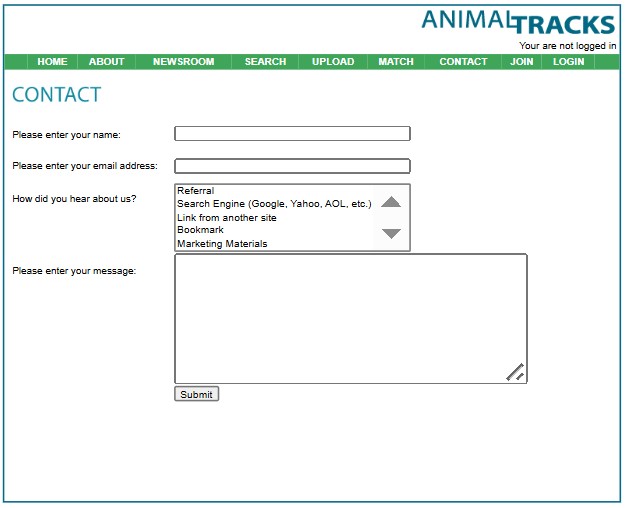 ANIMALTRACKS
Your are not logged in
HOME ABOUT NEWSROOM SEARCH UPLOAD MATCH CONTACT JOIN LOGIN
CONTACT
Please enter your name:
Please enter your email address:
How did you hear about us?
Referral
Search Engine (Google, Yahoo, AOL, etc.)
Link from another site
Bookmark
Marketing Materials
Please enter your message:
Submit